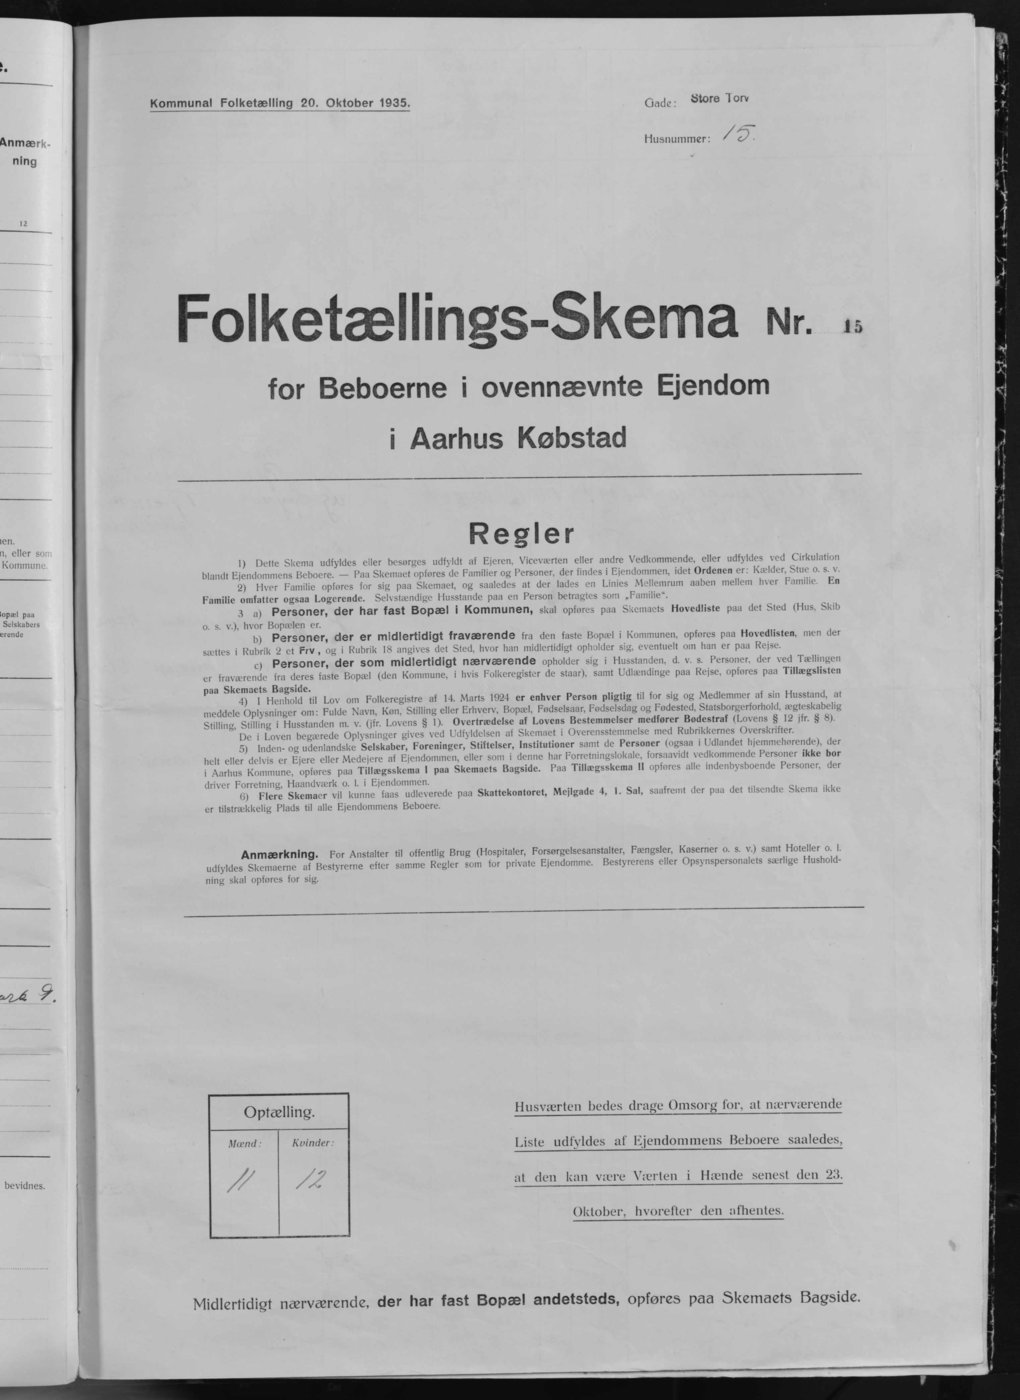 Kommunal Folketælling 20. Oktober 1935.
Gade: Store Torv
Husnummer: 15.
Folketællings-Skema Nr. 15
for Beboerne i ovennævnte Ejendom
i Aarhus Købstad
Regler
1) Dette Skema udfyldes eller besørges udfyldt af Ejeren, Viceværten eller andre Vedkommende, eller udfyldes ved Cirkulation
blandt Ejendommens Beboere. — Paa Skemaet opføres de Familier og Personer, der findes i Ejendommen, idet Ordenen er: Kælder, Stue o. s. v.
2) Hver Familie opføres for sig paa Skemaet, og saaledes at der lades en Linies Mellemrum aaben mellem hver Familie. En
Familie omfatter ogsaa Logerende. Selvstændige Husstande paa en Person betragtes som „Familie“.
3 a) Personer, der har fast Bopæl i Kommunen, skal opføres paa Skemaets Hovedliste paa det Sted (Hus, Skib
o. s. v.), hvor Bopælen er.
b) Personer, der er midlertidigt fraværende fra den faste Bopæl i Kommunen, opføres paa Hovedlisten, men der
sættes i Rubrik 2 et Frv, og i Rubrik 18 angives det Sted, hvor han midlertidigt opholder sig, eventuelt om han er paa Rejse.
c) Personer, der som midlertidigt nærværende opholder sig i Husstanden, d. v. s. Personer, der ved Tællingen
er fraværende fra deres faste Bopæl (den Kommune, i hvis Folkeregister de staar), samt Udlændinge paa Rejse, opføres paa Tillægslisten
paa Skemaets Bagside.
4) I Henhold til Lov om Folkeregistre af 14. Marts 1924 er enhver Person pligtig til for sig og Medlemmer af sin Husstand, at
meddele Oplysninger om: Fulde Navn, Køn, Stilling eller Erhverv, Bopæl, Fødselsaar, Fødselsdag og Fødested, Statsborgerforhold, ægteskabelig
Stilling, Stilling i Husstanden m. v. (jfr. Lovens § 1). Overtrædelse af Lovens Bestemmelser medfører Bødestraf (Lovens § 12 jfr. § 8).
De i Loven begærede Oplysninger gives ved Udfyldelsen af Skemaet i Overensstemmelse med Rubrikkernes Overskrifter.
5) Inden- og udenlandske Selskaber, Foreninger, Stiftelser, Institutioner samt de Personer (ogsaa i Udlandet hjemmehørende), der
helt eller delvis er Ejere eller Medejere af Ejendommen, eller som i denne har Forretningslokale, forsaavidt vedkommende Personer ikke bor
i Aarhus Kommune, opføres paa Tillægsskema I paa Skemaets Bagside. Paa Tillægsskema II opføres alle indenbysboende Personer, der
driver Forretning, Haandværk o. l. i Ejendommen.
6) Flere Skemaer vil kunne faas udleverede paa Skattekontoret, Mejlgade 4, 1. Sal, saafremt der paa det tilsendte Skema ikke
er tilstrækkelig Plads til alle Ejendommens Beboere.
Anmærkning. For Anstalter til offentlig Brug (Hospitaler, Forsørgelsesanstalter, Fængsler, Kaserner o. s. v.) samt Hoteller o. l.
udfyldes Skemaerne af Bestyrerne efter samme Regler som for private Ejendomme. Bestyrerens eller Opsynspersonalets særlige Hushold-
ning skal opføres for sig.
Optælling.
Mænd: Kvinder:
11 12
Husværten bedes drage Omsorg for, at nærværende
Liste udfyldes af Ejendommens Beboere saaledes,
at den kan være Værten i Hænde senest den 23.
Oktober, hvorefter den afhentes.
Midlertidigt nærværende, der har fast Bopæl andetsteds, opføres paa Skemaets Bagside.
Anmærk-
ning
12
eller som
Kommune.
paa
Selskabers
bevidnes.